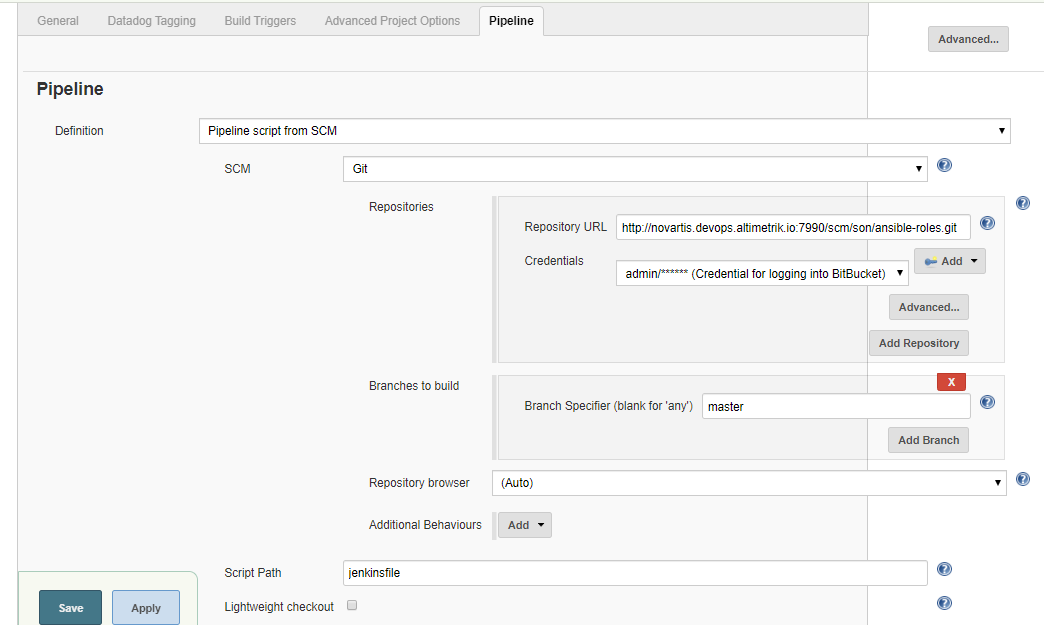 General Datadog Tagging Build Triggers Advanced Project Options Pipeline
Advanced...
Pipeline
Definition Pipeline script from SCM
SCM Git
Repositories
Repository URL http://novartis.devops.altimetrik.io:7990/scm/son/ansible-roles.git
Credentials admin/****** (Credential for logging into BitBucket) Add
Advanced...
Add Repository
Branches to build X
Branch Specifier (blank for 'any') master
Add Branch
Repository browser (Auto)
Additional Behaviours Add
Script Path jenkinsfile
Lightweight checkout
Save Apply